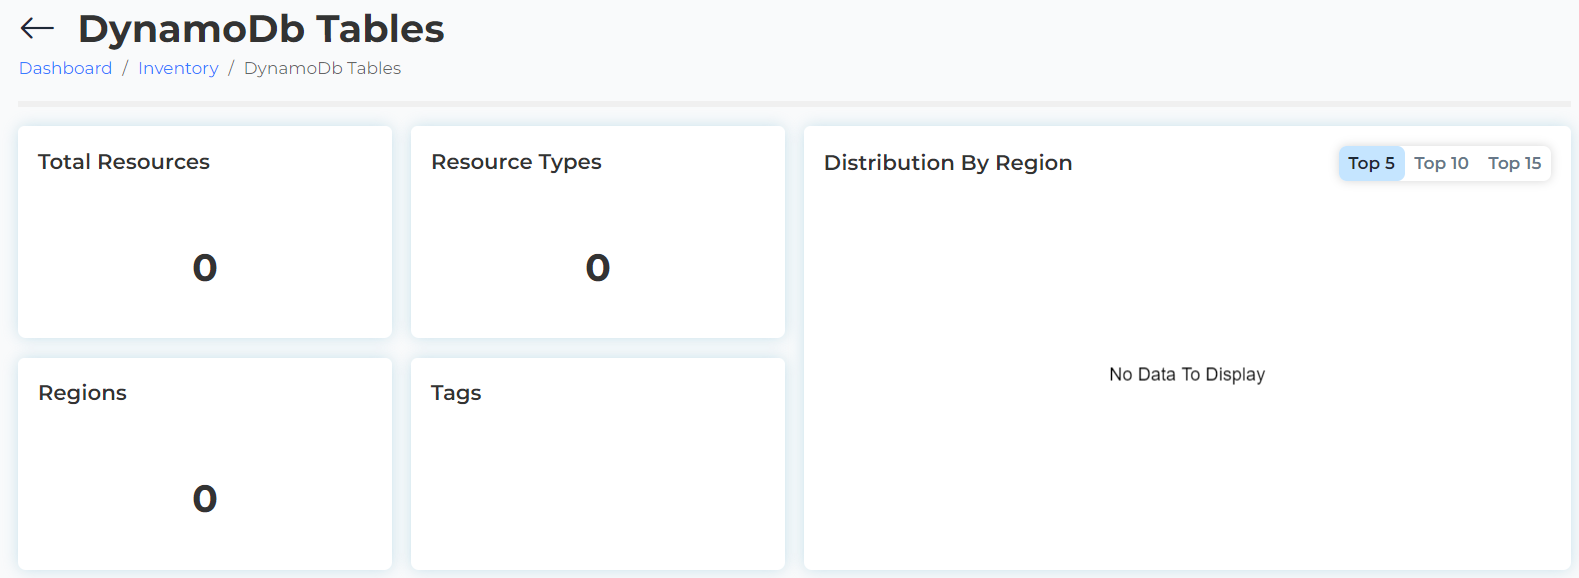 DynamoDb Tables
Dashboard / Inventory / DynamoDb Tables
Total Resources
0
Resource Types
0
Distribution By Region
Top 5 Top 10 Top 15
No Data To Display
Regions
0
Tags